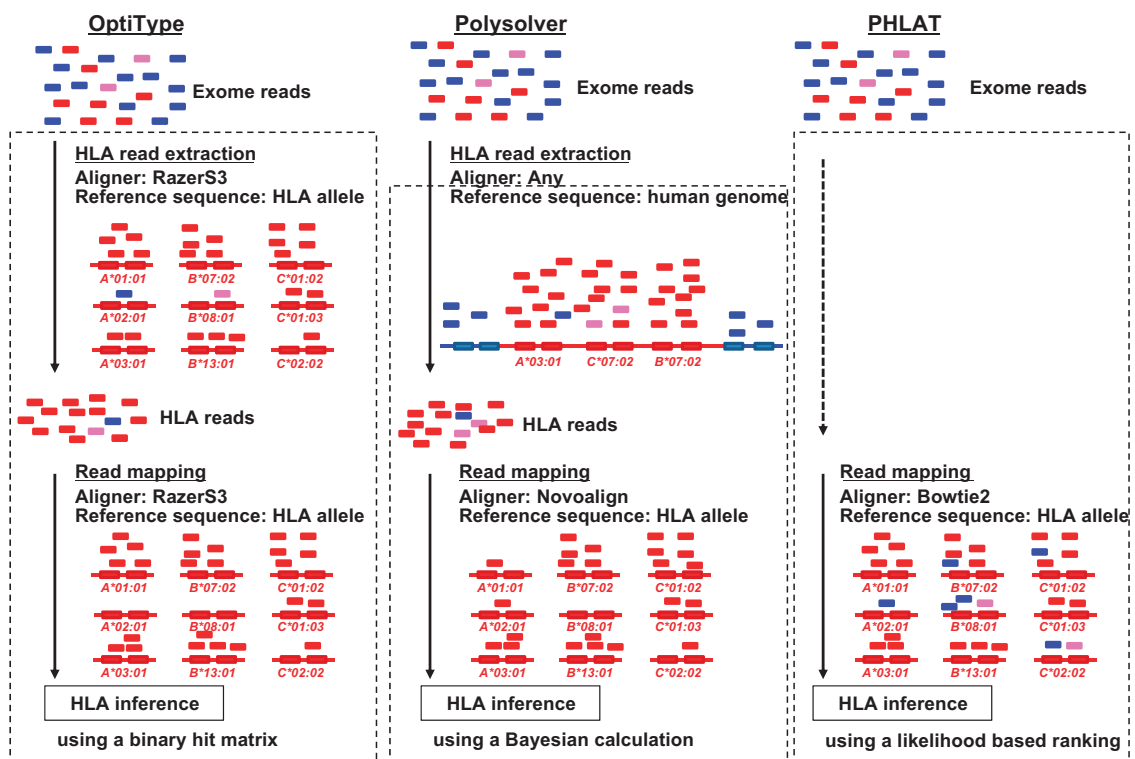 OptiType
Exome reads
HLA read extraction
Aligner: RazerS3
Reference sequence: HLA allele
A*01:01 B*07:02 C*01:02
A*02:01 B*08:01 C*01:03
A*03:01 B*13:01 C*02:02
HLA reads
Read mapping
Aligner: RazerS3
Reference sequence: HLA allele
A*01:01 B*07:02 C*01:02
A*02:01 B*08:01 C*01:03
A*03:01 B*13:01 C*02:02
HLA inference
using a binary hit matrix
Polysolver
Exome reads
HLA read extraction
Aligner: Any
Reference sequence: human genome
A*03:01 C*07:02 B*07:02
HLA reads
Read mapping
Aligner: Novoalign
Reference sequence: HLA allele
A*01:01 B*07:02 C*01:02
A*02:01 B*08:01 C*01:03
A*03:01 B*13:01 C*02:02
HLA inference
using a Bayesian calculation
PHLAT
Exome reads
Read mapping
Aligner: Bowtie2
Reference sequence: HLA allele
A*01:01 B*07:02 C*01:02
A*02:01 B*08:01 C*01:03
A*03:01 B*13:01 C*02:02
HLA inference
using a likelihood based ranking